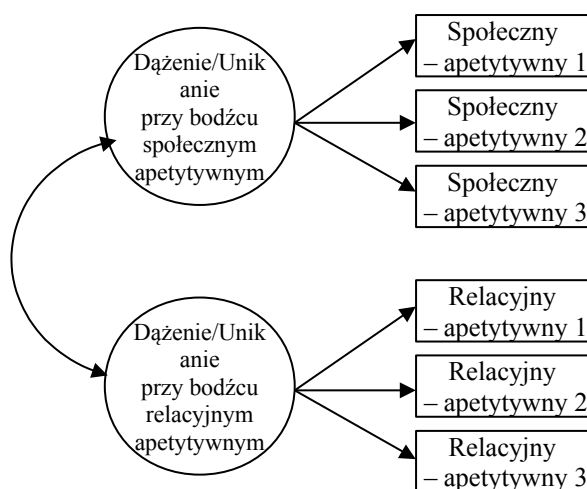 Dążenie/Unik
anie
przy bodźcu
społecznym
apetytywnym
Społeczny
– apetytywny 1
Społeczny
– apetytywny 2
Społeczny
– apetytywny 3
Dążenie/Unik
anie
przy bodźcu
relacyjnym
apetytywnym
Relacyjny
– apetytywny 1
Relacyjny
– apetytywny 2
Relacyjny
– apetytywny 3